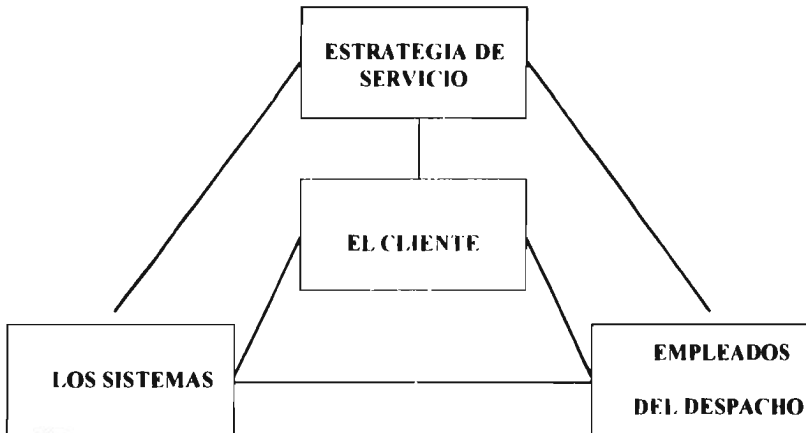 ESTRATEGIA DE
SERVICIO
EL CLIENTE
LOS SISTEMAS
EMPLEADOS
DEL DESPACHO